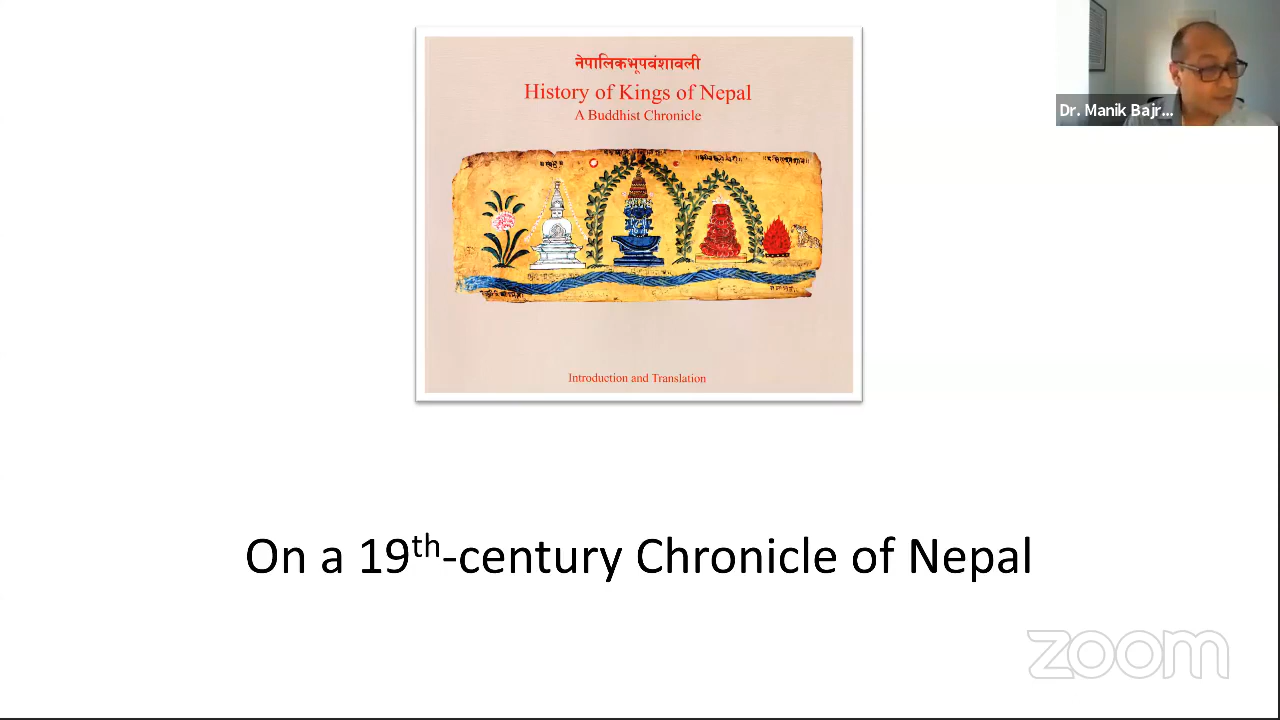 नेपालिकभूपवंशावली
History of Kings of Nepal
A Buddhist Chronicle
Introduction and Translation
On a 19th-century Chronicle of Nepal
Dr. Manik Bajr...
zoom